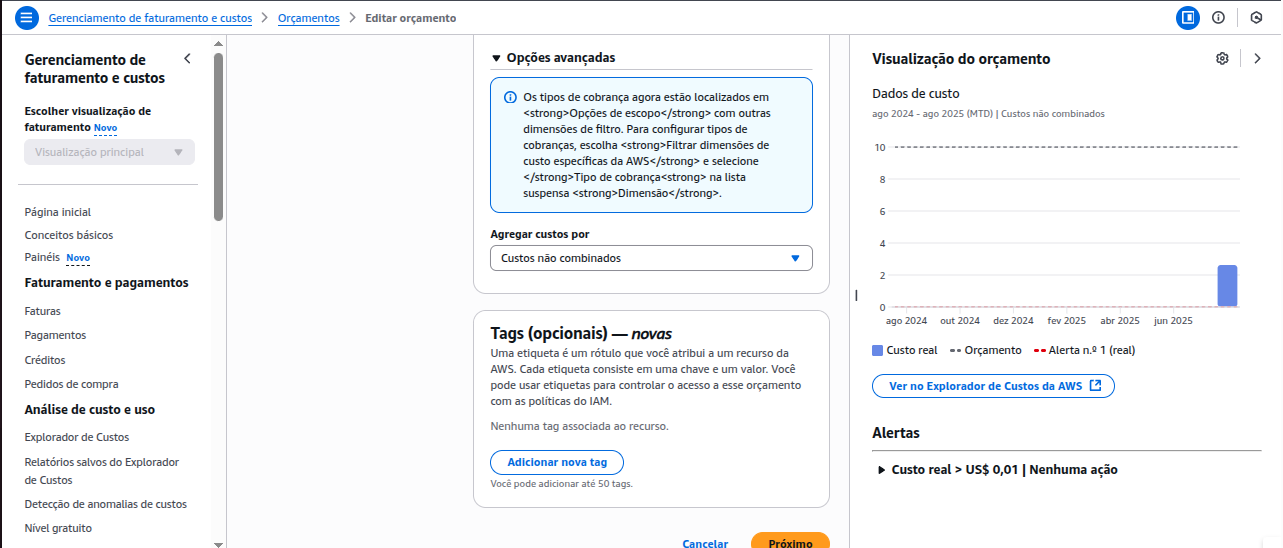 Gerenciamento de faturamento e custos > Orçamentos > Editar orçamento
Gerenciamento de
faturamento e custos
Escolher visualização de
faturamento Novo
Visualização principal
Página inicial
Conceitos básicos
Painéis Novo
Faturamento e pagamentos
Faturas
Pagamentos
Créditos
Pedidos de compra
Análise de custo e uso
Explorador de Custos
Relatórios salvos do Explorador
de Custos
Detecção de anomalias de custos
Nível gratuito
Opções avançadas
Os tipos de cobrança agora estão localizados em
<strong>Opções de escopo</strong> com outras
dimensões de filtro. Para configurar tipos de
cobranças, escolha <strong>Filtrar dimensões de
custo específicas da AWS</strong> e selecione
</strong>Tipo de cobrança<strong> na lista
suspensa <strong>Dimensão</strong>.
Agregar custos por
Custos não combinados
Tags (opcionais) — novas
Uma etiqueta é um rótulo que você atribui a um recurso da
AWS. Cada etiqueta consiste em uma chave e um valor. Você
pode usar etiquetas para controlar o acesso a esse orçamento
com as políticas do IAM.
Nenhuma tag associada ao recurso.
Adicionar nova tag
Você pode adicionar até 50 tags.
Cancelar
Próximo
Visualização do orçamento
Dados de custo
ago 2024 - ago 2025 (MTD) | Custos não combinados
10
8
6
4
2
0
ago 2024 out 2024 dez 2024 fev 2025 abr 2025 jun 2025
Custo real Orçamento Alerta n.º 1 (real)
Ver no Explorador de Custos da AWS
Alertas
Custo real > US$ 0,01 | Nenhuma ação